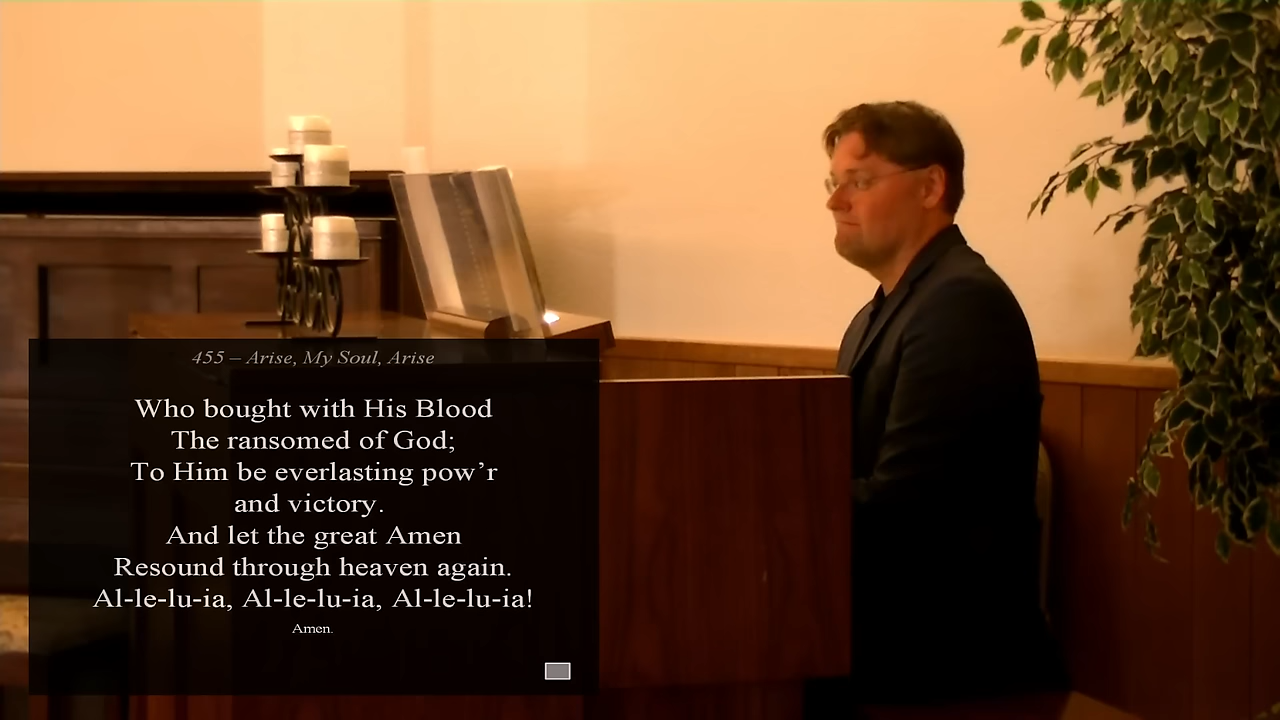 455 – Arise, My Soul, Arise
Who bought with His Blood
The ransomed of God;
To Him be everlasting pow’r
and victory.
And let the great Amen
Resound through heaven again.
Al-le-lu-ia, Al-le-lu-ia, Al-le-lu-ia!
Amen.